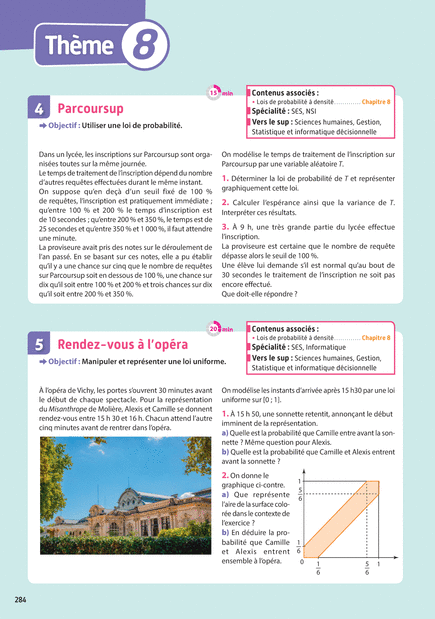 Thème 8
15 min
Contenus associés :
• Lois de probabilité à densité ............ Chapitre 8
Spécialité : SES, NSI
Vers le sup : Sciences humaines, Gestion,
Statistique et informatique décisionnelle
4 Parcoursup
➡ Objectif : Utiliser une loi de probabilité.
Dans un lycée, les inscriptions sur Parcoursup sont orga-
nisées toutes sur la même journée.
Le temps de traitement de l'inscription dépend du nombre
d'autres requêtes effectuées durant le même instant.
On suppose qu'en deçà d'un seuil fixé de 100 %
de requêtes, l'inscription est pratiquement immédiate ;
qu'entre 100 % et 200 % le temps d'inscription est
de 10 secondes ; qu'entre 200 % et 350 %, le temps est de
25 secondes et qu'entre 350 % et 1 000 %, il faut attendre
une minute.
La proviseure avait pris des notes sur le déroulement de
l'an passé. En se basant sur ces notes, elle a pu établir
qu'il y a une chance sur cinq que le nombre de requêtes
sur Parcoursup soit en dessous de 100 %, une chance sur
dix qu'il soit entre 100 % et 200 % et trois chances sur dix
qu'il soit entre 200 % et 350 %.
On modélise le temps de traitement de l'inscription sur
Parcoursup par une variable aléatoire T.
1. Déterminer la loi de probabilité de T et représenter
graphiquement cette loi.
2. Calculer l'espérance ainsi que la variance de T.
Interpréter ces résultats.
3. À 9 h, une très grande partie du lycée effectue
l'inscription.
La proviseure est certaine que le nombre de requête
dépasse alors le seuil de 100 %.
Une élève lui demande s'il est normal qu'au bout de
30 secondes le traitement de l'inscription ne soit pas
encore effectué.
Que doit-elle répondre ?
20 min
Contenus associés :
• Lois de probabilité à densité ............ Chapitre 8
Spécialité : SES, Informatique
Vers le sup : Sciences humaines, Gestion,
Statistique et informatique décisionnelle
5 Rendez-vous à l'opéra
➡ Objectif : Manipuler et représenter une loi uniforme.
À l'opéra de Vichy, les portes s'ouvrent 30 minutes avant
le début de chaque spectacle. Pour la représentation
du Misanthrope de Molière, Alexis et Camille se donnent
rendez-vous entre 15 h 30 et 16 h. Chacun attend l'autre
cinq minutes avant de rentrer dans l'opéra.
On modélise les instants d'arrivée après 15 h30 par une loi
uniforme sur [0 ; 1].
1. À 15 h 50, une sonnette retentit, annonçant le début
imminent de la représentation.
a) Quelle est la probabilité que Camille entre avant la son-
nette ? Même question pour Alexis.
b) Quelle est la probabilité que Camille et Alexis entrent
avant la sonnette ?
2. On donne le
graphique ci-contre.
a) Que représente
l'aire de la surface colo-
rée dans le contexte de
l'exercice ?
b) En déduire la pro-
babilité que Camille
et Alexis entrent
ensemble à l'opéra.
1
5
6
1
6
0
1
6
5
6
1
284